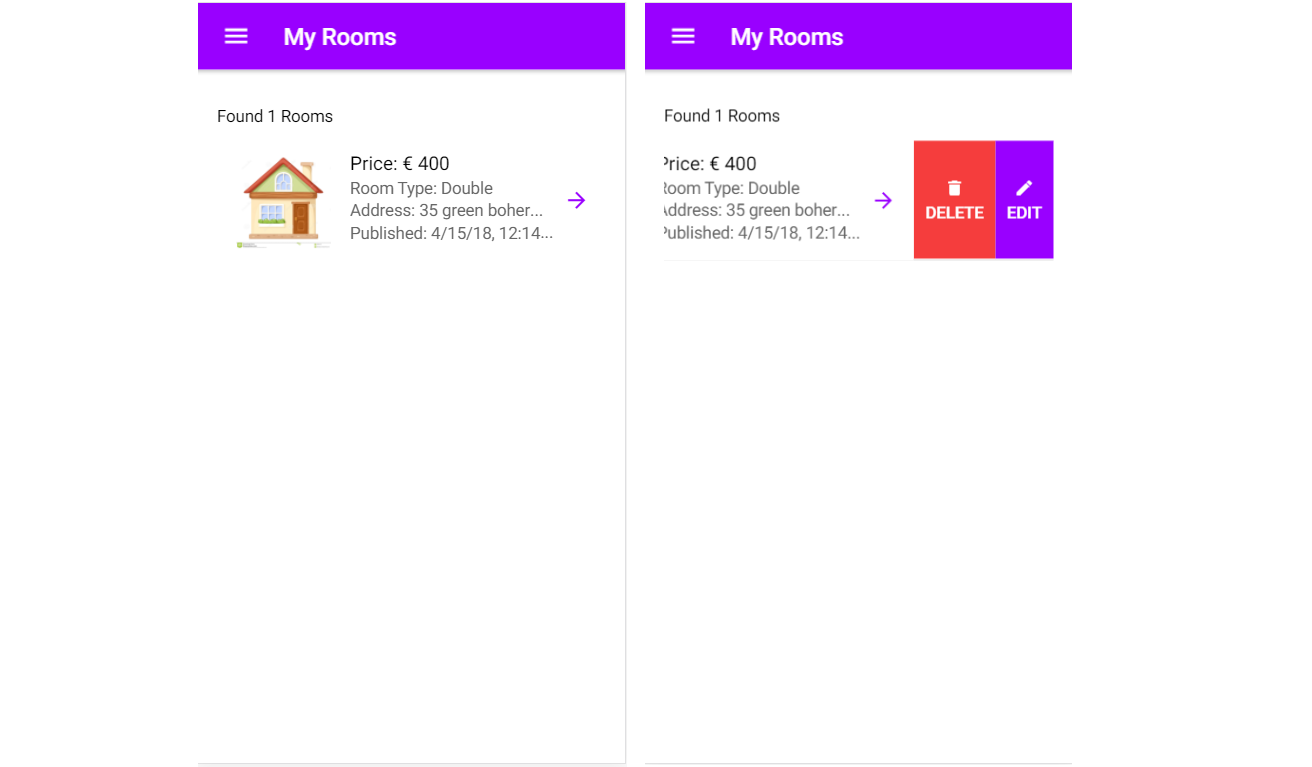 My Rooms
Found 1 Rooms
Price: € 400
Room Type: Double
Address: 35 green boher...
Published: 4/15/18, 12:14...
My Rooms
Found 1 Rooms
Price: € 400
Room Type: Double
Address: 35 green boher...
Published: 4/15/18, 12:14...
DELETE
EDIT